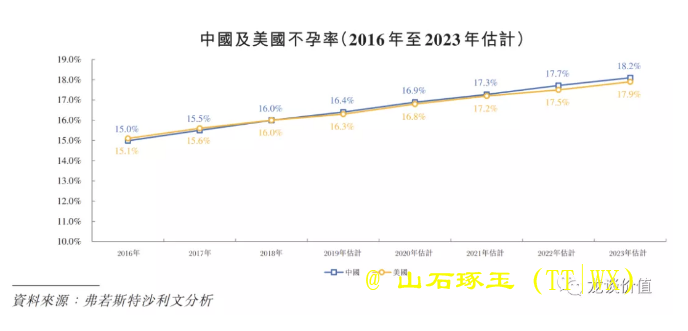 中國及美國不孕率(2016年至2023年估計)
19.0%
18.0%
17.0%
16.0%
15.0%
14.0%
13.0%
12.0%
11.0%
10.0%
15.0%
15.5%
16.0%
16.4%
16.9%
17.3%
17.7%
18.2%
15.1%
15.6%
16.0%
16.3%
16.8%
17.2%
17.5%
17.9%
2016年
2017年
2018年
2019年估計
2020年估計
2021年估計
2022年估計
2023年估計
中國
美國
@ 山石琢玉 (TT|WX)
龙谈价值
資料來源：弗若斯特沙利文分析